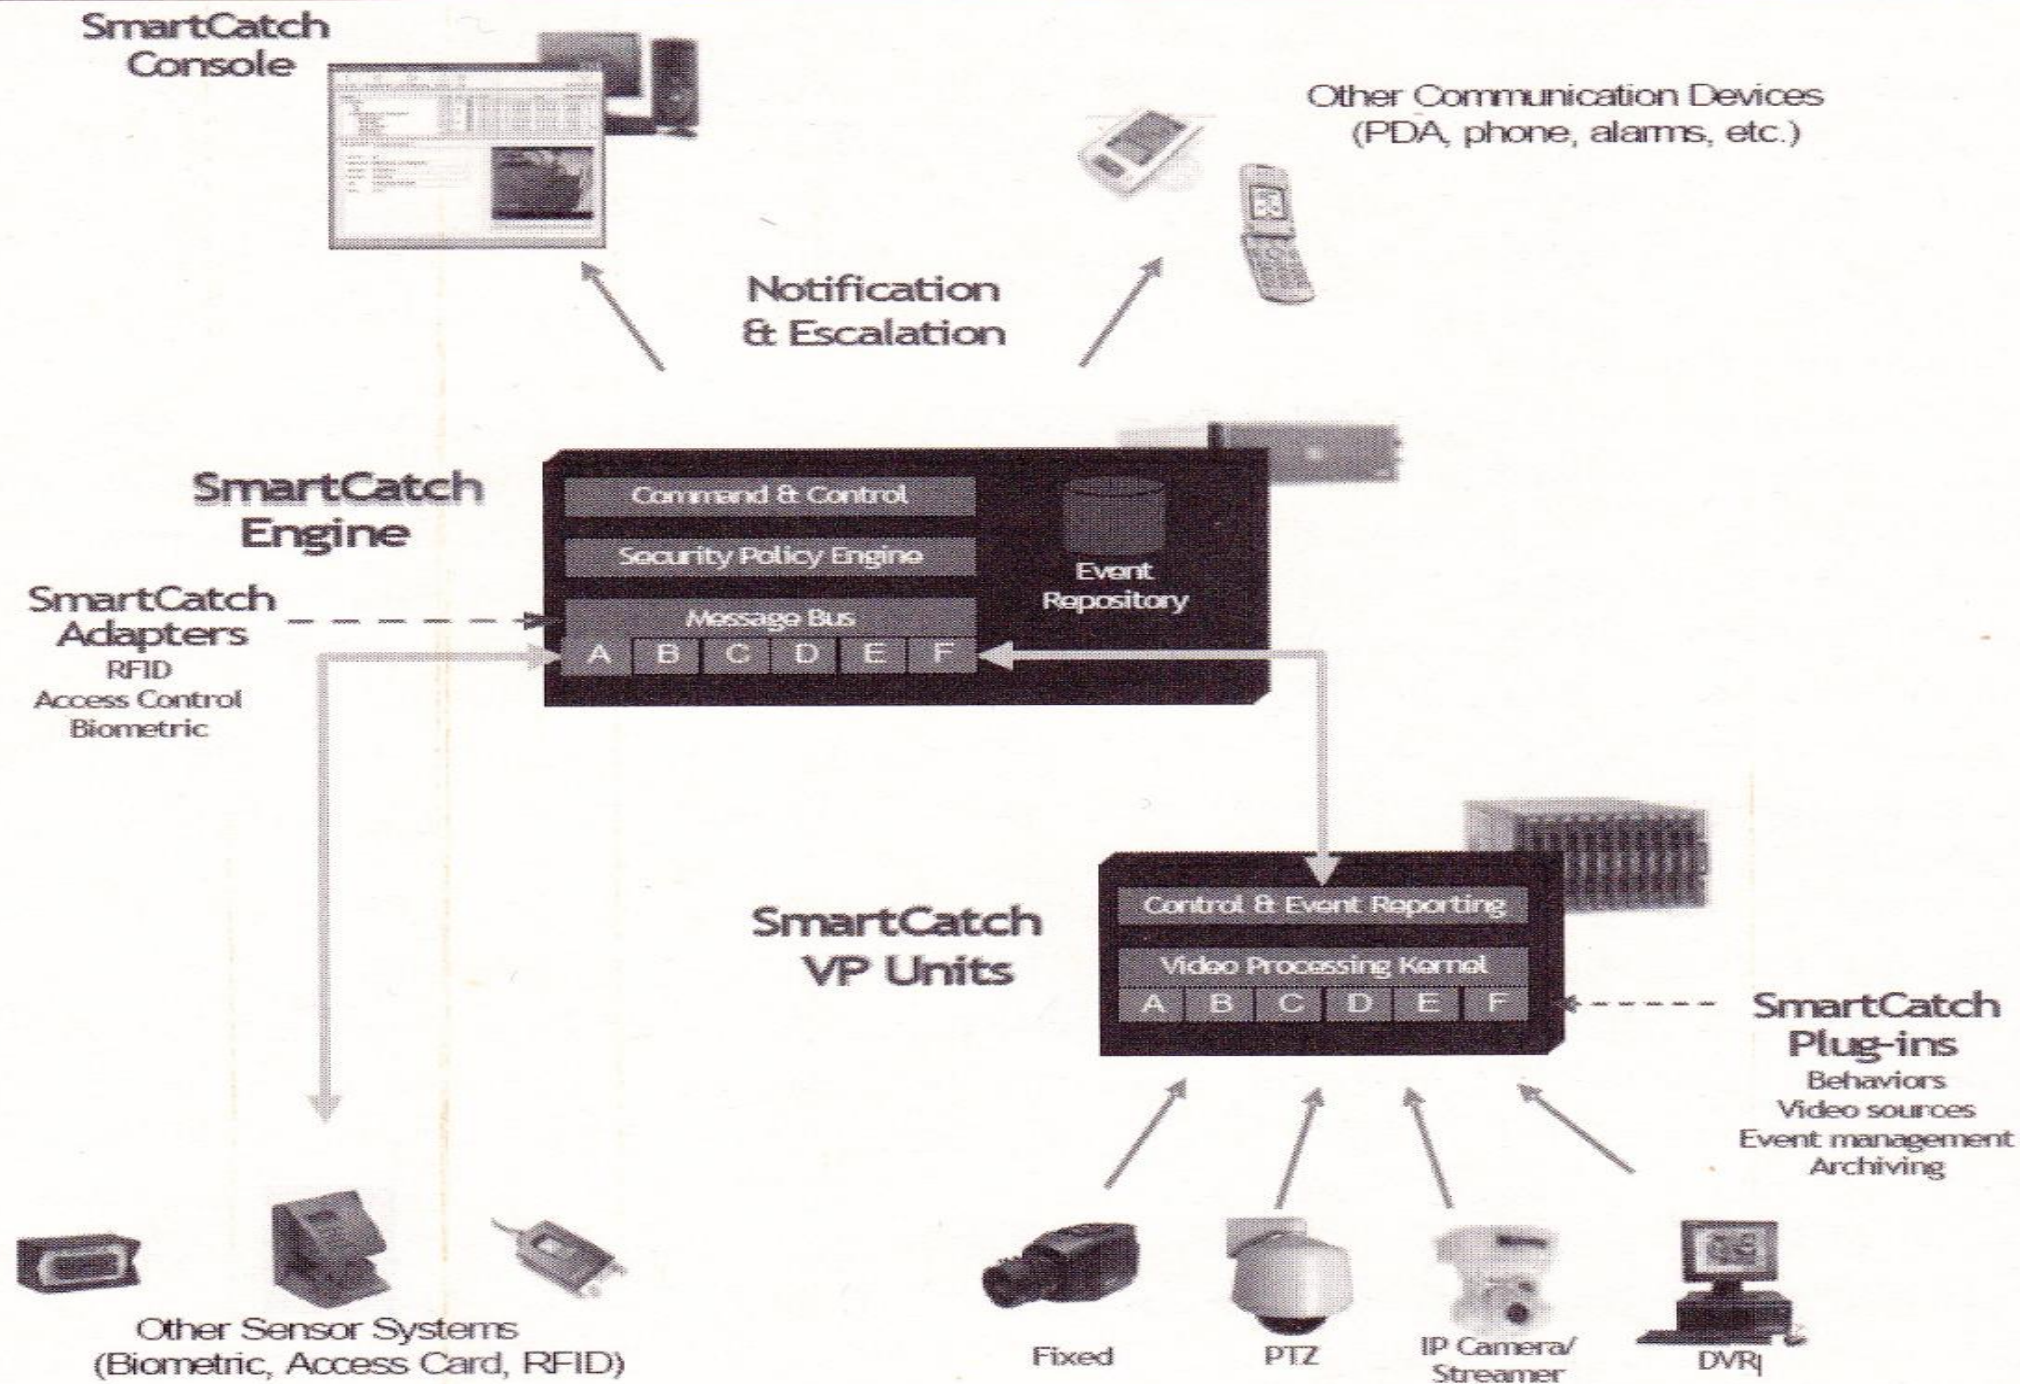 SmartCatch
Console
Other Communication Devices
(PDA, phone, alarms, etc.)
Notification
& Escalation
SmartCatch
Engine
Command & Control
Security Policy Engine
Event
Repository
SmartCatch
Adapters
RFID
Access Control
Biometric
Message Bus
A B C D E F
SmartCatch
VP Units
Control & Event Reporting
Video Processing Kernel
A B C D E F
SmartCatch
Plug-ins
Behaviors
Video sources
Event management
Archiving
Other Sensor Systems
(Biometric, Access Card, RFID)
Fixed
PTZ
IP Camera/
Streamer
DVR